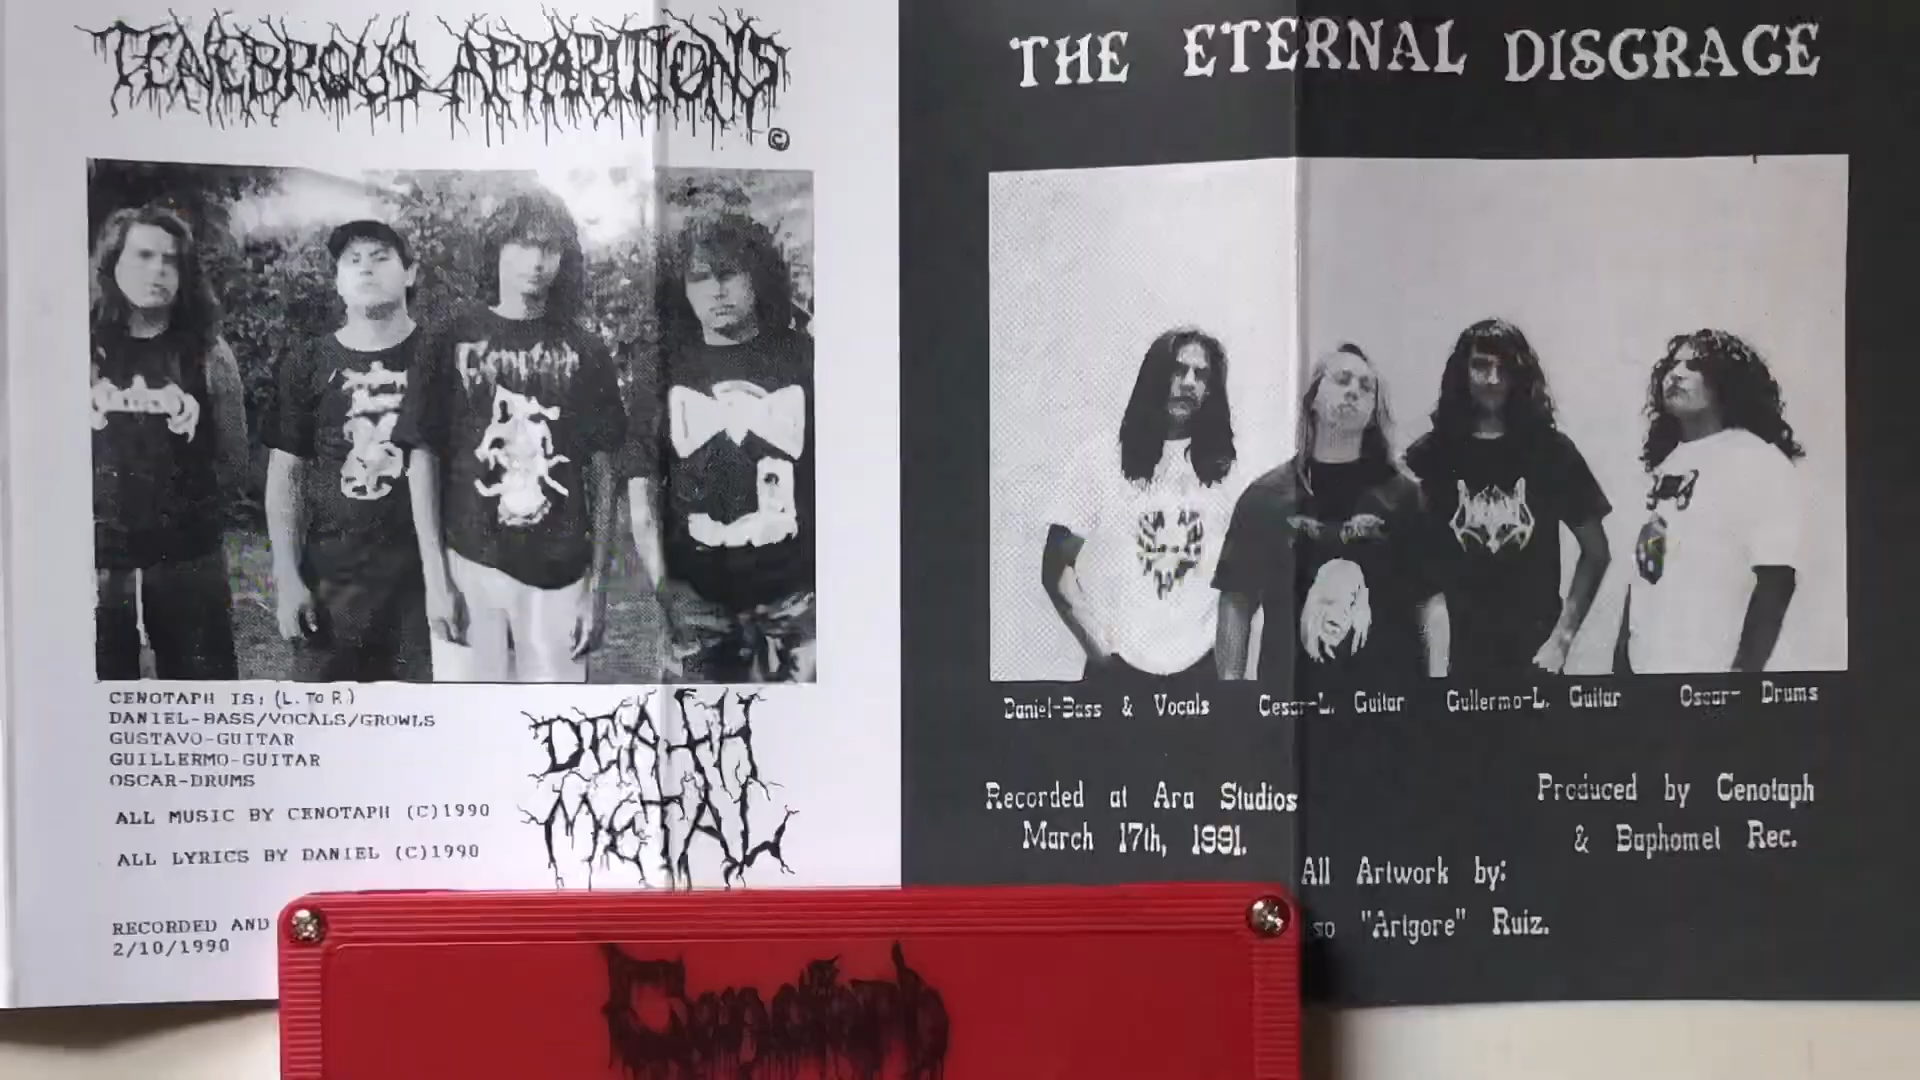 TENEBROUS APPARITIONS
©
Cenotaph
CENOTAPH IS: (L. TO R.)
DANIEL-BASS/VOCALS/GROWLS
GUSTAVO-GUITAR
GUILLERMO-GUITAR
OSCAR-DRUMS
ALL MUSIC BY CENOTAPH (C)1990
ALL LYRICS BY DANIEL (C)1990
RECORDED AND
2/10/1990
DEATH
METAL
THE ETERNAL DISGRACE
Daniel-Bass & Vocals Cesar-L. Guitar Gullermo-L. Guitar Oscar- Drums
Recorded at Ara Studios
March 17th, 1991.
Produced by Cenotaph
& Baphomet Rec.
All Artwork by:
so "Artgore" Ruiz.
Cenotaph